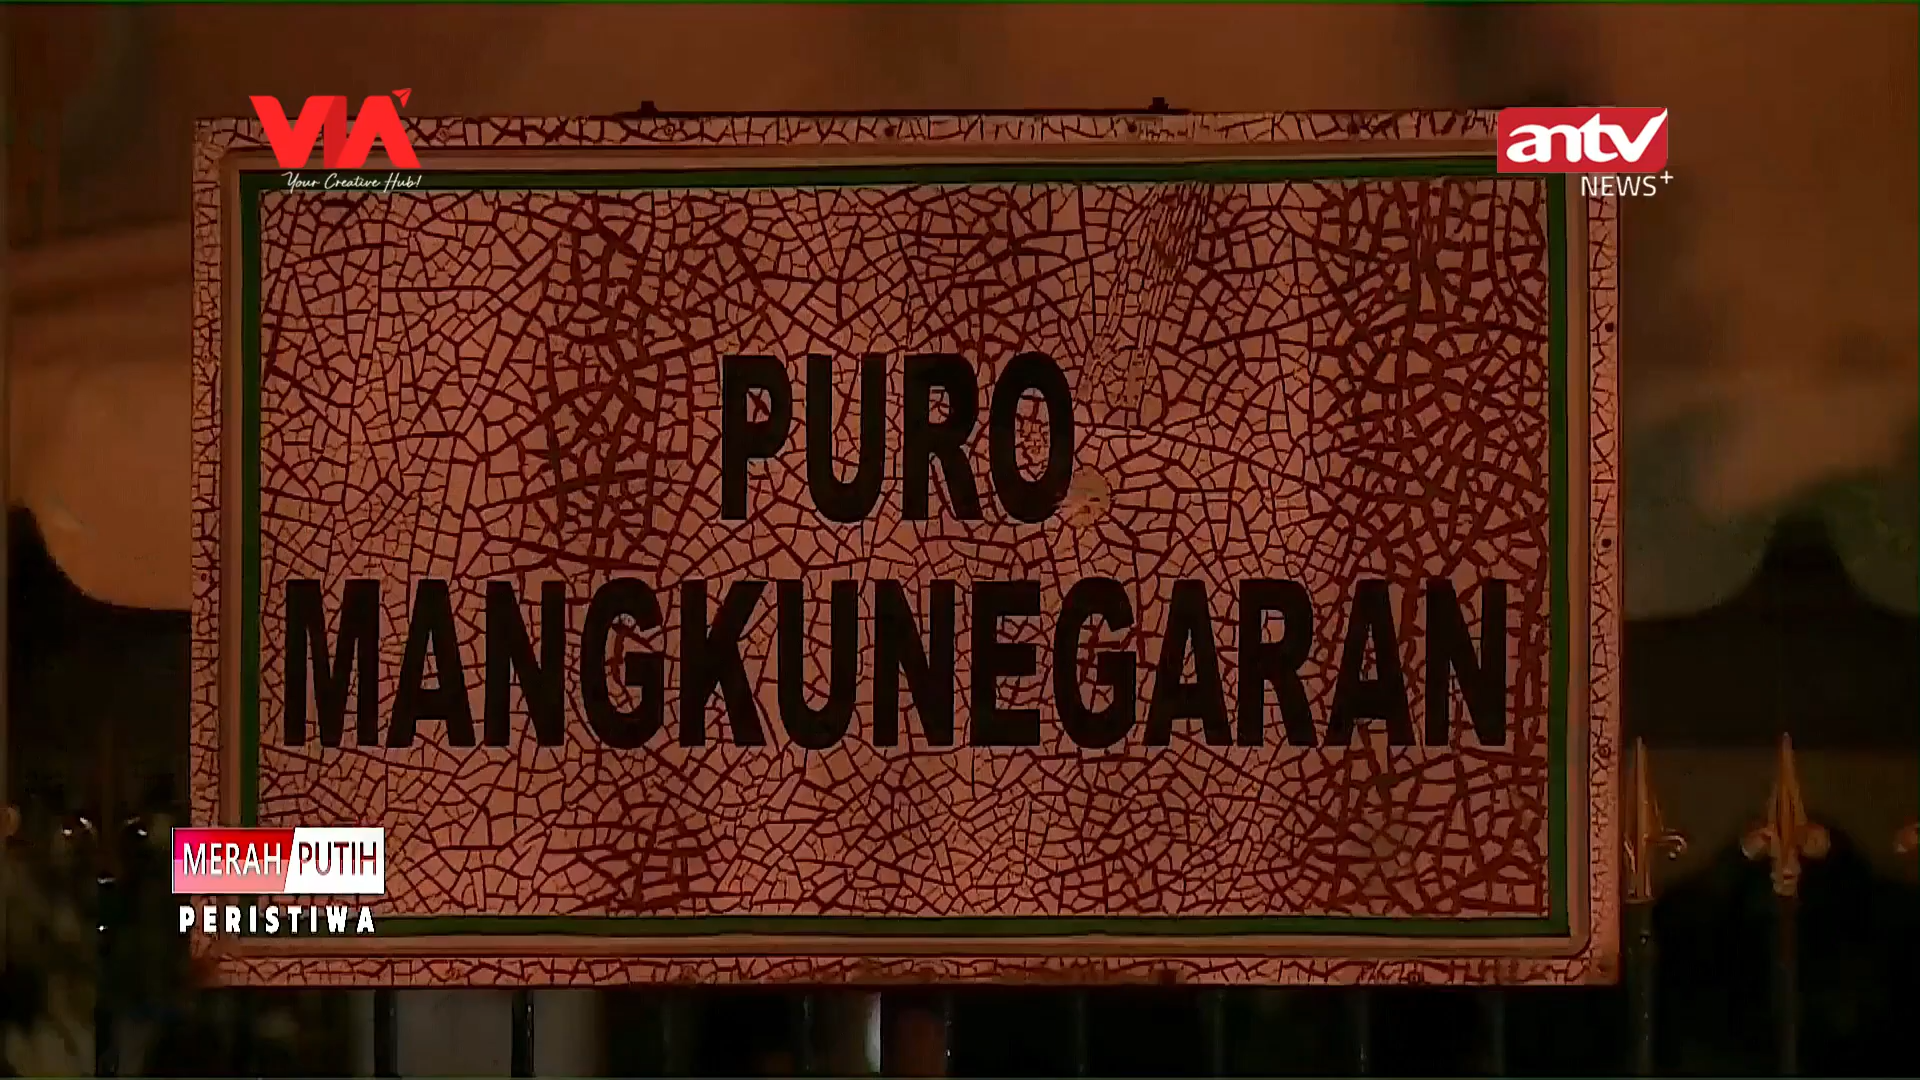 VIA
Your Creative Hub!
antv
NEWS+
PURO
MANGKUNEGARAN
MERAH PUTIH
PERISTIWA